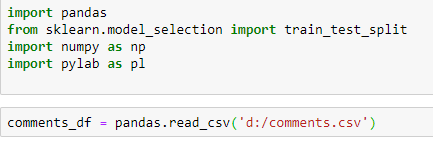 import pandas
from sklearn.model_selection import train_test_split
import numpy as np
import pylab as pl
comments_df = pandas.read_csv('d:/comments.csv')